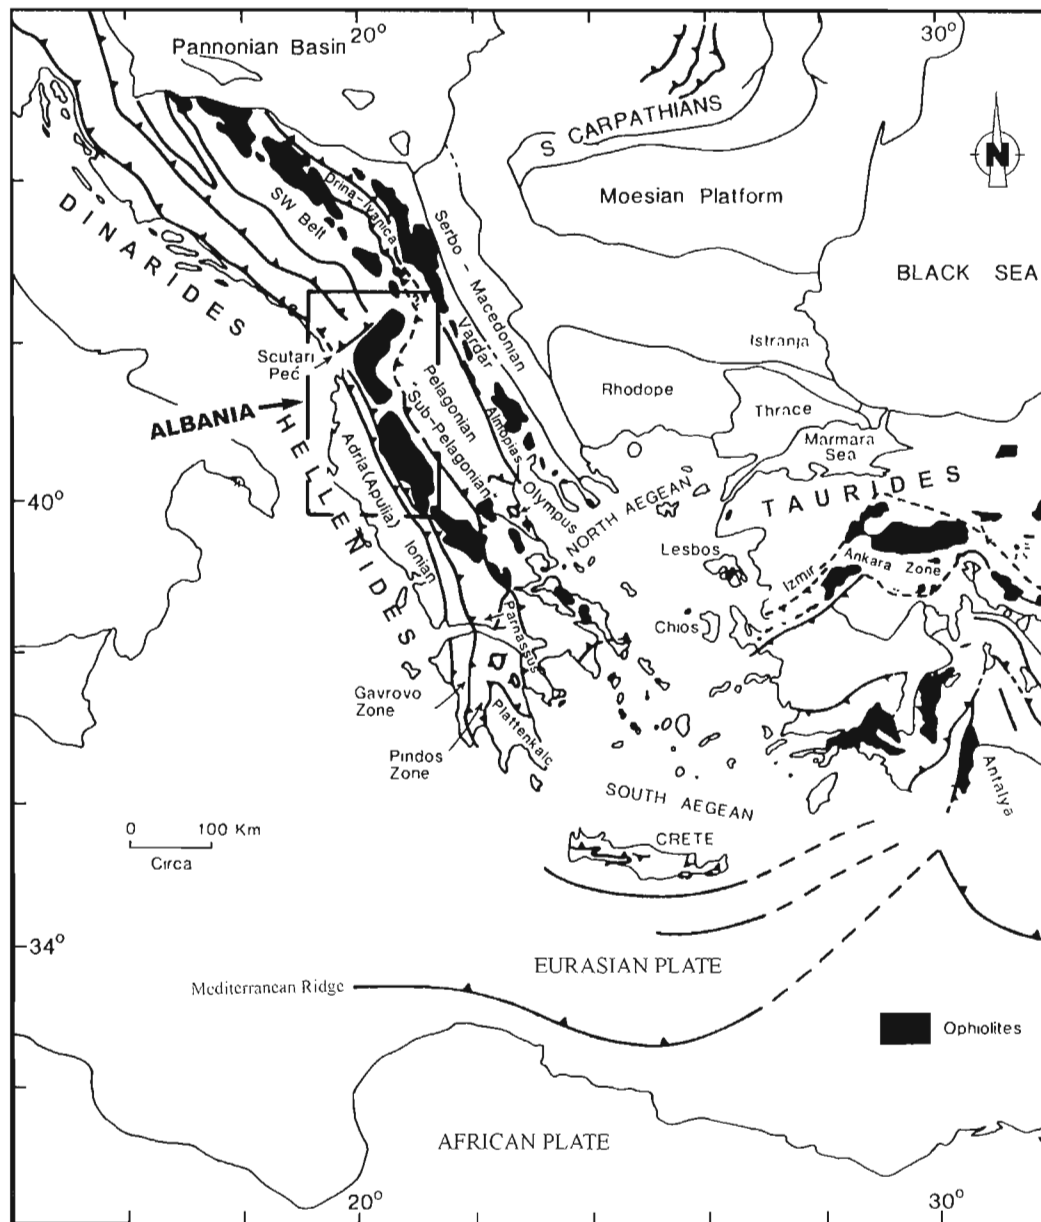 20°
30°
Pannonian Basin
S CARPATHIANS
N
Moesian Platform
Drina-Ivanica
SW Belt
DINARIDES
Serbo - Macedonian
BLACK SEA
Vardar
Istranja
Scutari
Peć
Rhodope
Thrace
ALBANIA
Pelagonian
Sub-Pelagonian
Almopias
Marmara
Sea
HELLENIDES
Adria (Apulia)
Ionian
40°
Olympus
NORTH AEGEAN
TAURIDES
Lesbos
Izmir
Ankara Zone
Chios
Parnassus
Gavrovo
Zone
Plattenkalc
Pindos
Zone
Antalya
SOUTH AEGEAN
0 100 Km
Circa
CRETE
34°
EURASIAN PLATE
Mediterranean Ridge
Ophiolites
AFRICAN PLATE
20°
30°